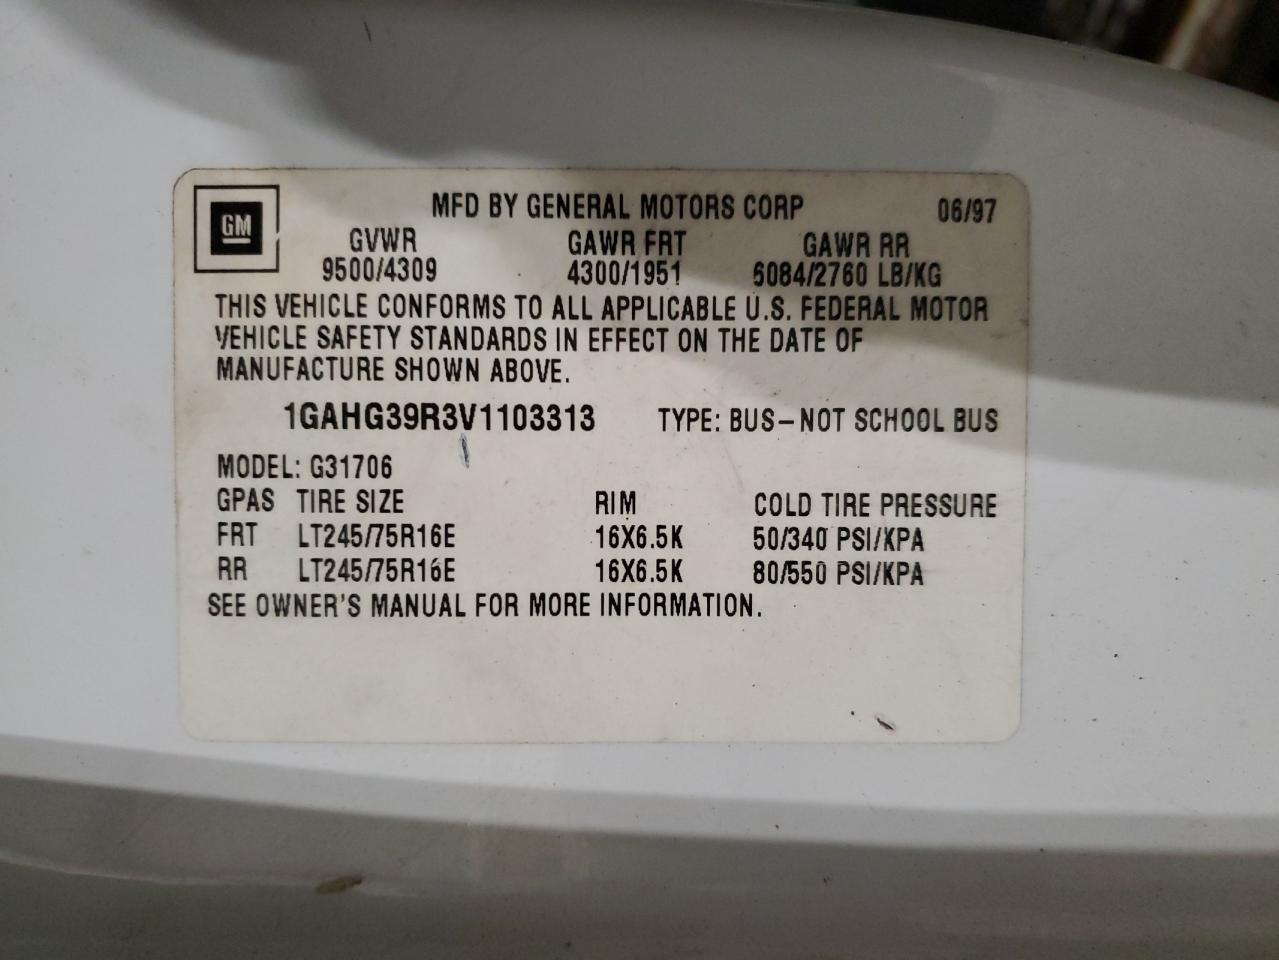 GM
MFD BY GENERAL MOTORS CORP 06/97
GVWR GAWR FRT GAWR RR
9500/4309 4300/1951 6084/2760 LB/KG
THIS VEHICLE CONFORMS TO ALL APPLICABLE U.S. FEDERAL MOTOR
VEHICLE SAFETY STANDARDS IN EFFECT ON THE DATE OF
MANUFACTURE SHOWN ABOVE.
1GAHG39R3V1103313 TYPE: BUS-NOT SCHOOL BUS
MODEL: G31706
GPAS TIRE SIZE RIM COLD TIRE PRESSURE
FRT LT245/75R16E 16X6.5K 50/340 PSI/KPA
RR LT245/75R16E 16X6.5K 80/550 PSI/KPA
SEE OWNER'S MANUAL FOR MORE INFORMATION.